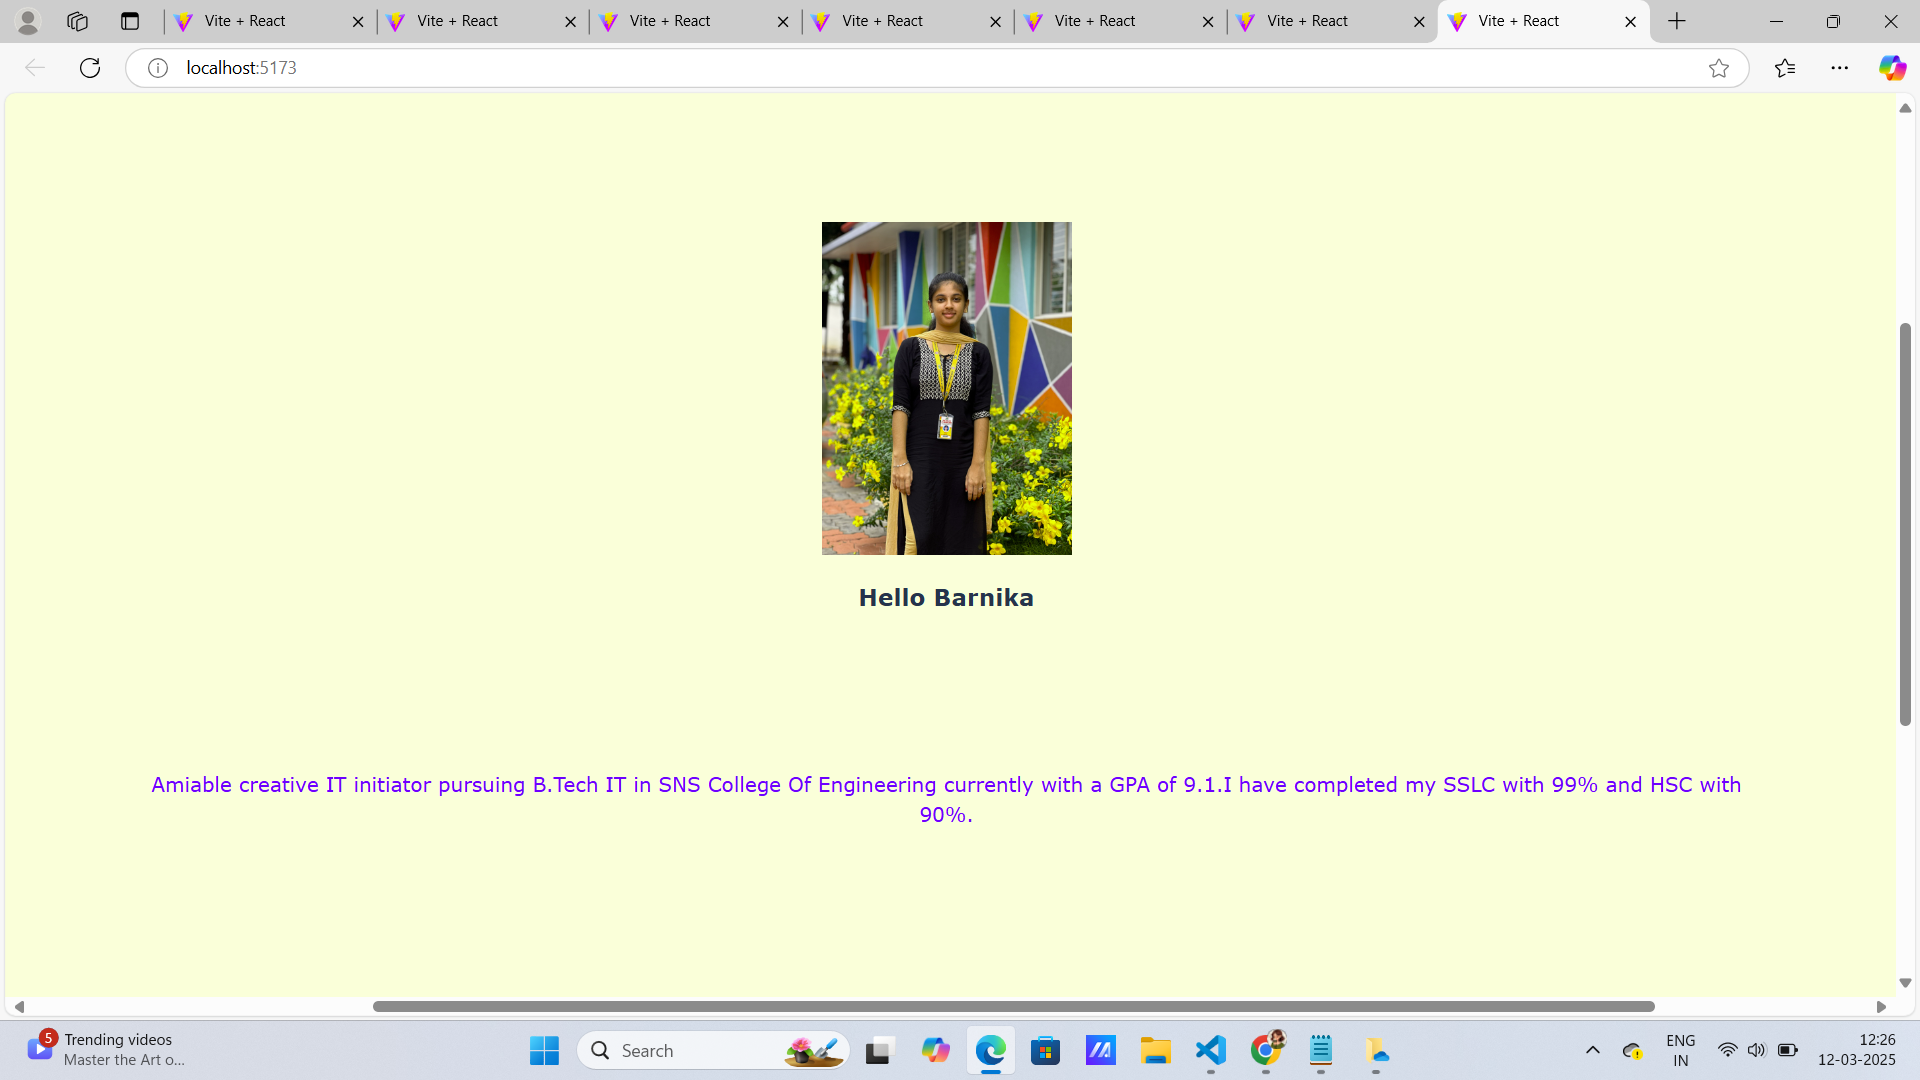 Vite + React
Vite + React
Vite + React
Vite + React
Vite + React
Vite + React
Vite + React
localhost:5173
Hello Barnika
Amiable creative IT initiator pursuing B.Tech IT in SNS College Of Engineering currently with a GPA of 9.1.I have completed my SSLC with 99% and HSC with
90%.
5
Trending videos
Master the Art o...
Search
ENG
IN
12:26
12-03-2025